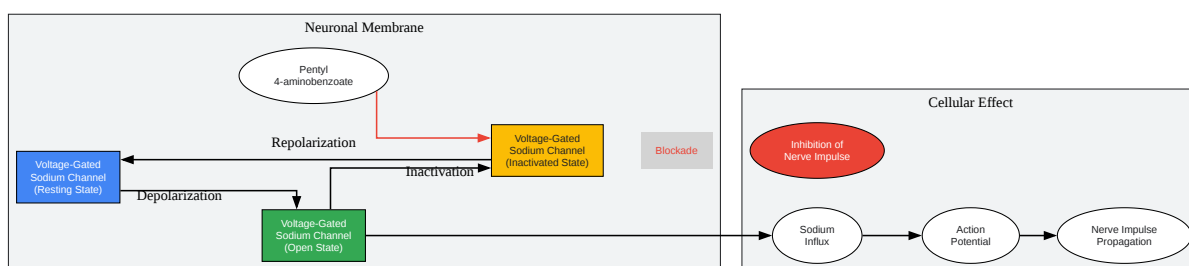 Neuronal Membrane
Pentyl
4-aminobenzoate
Cellular Effect
Repolarization
Voltage-Gated
Sodium Channel
(Inactivated State)
Blockade
Inhibition of
Nerve Impulse
Voltage-Gated
Sodium Channel
(Resting State)
Inactivation
Depolarization
Voltage-Gated
Sodium Channel
(Open State)
Sodium
Influx
Action
Potential
Nerve Impulse
Propagation